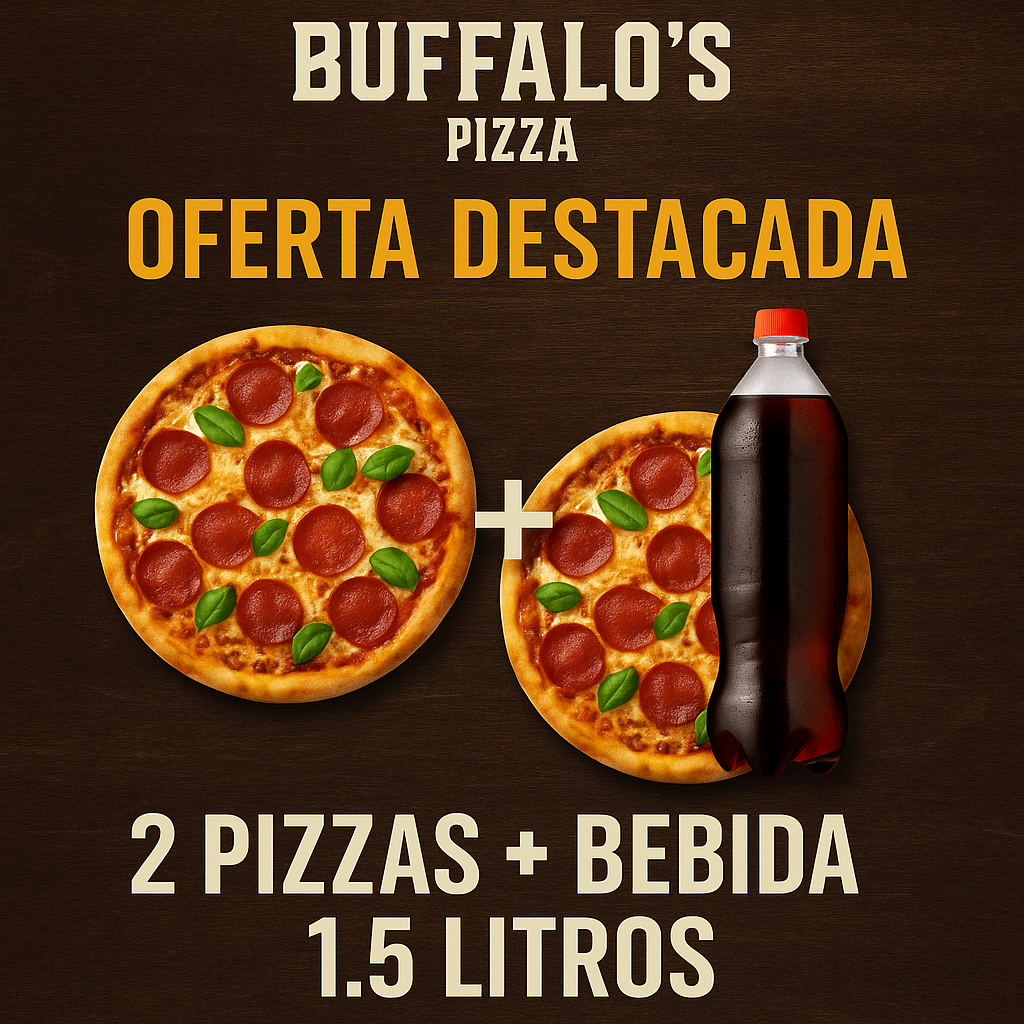 BUFFALO'S
PIZZA
OFERTA DESTACADA
+
2 PIZZAS + BEBIDA
1.5 LITROS